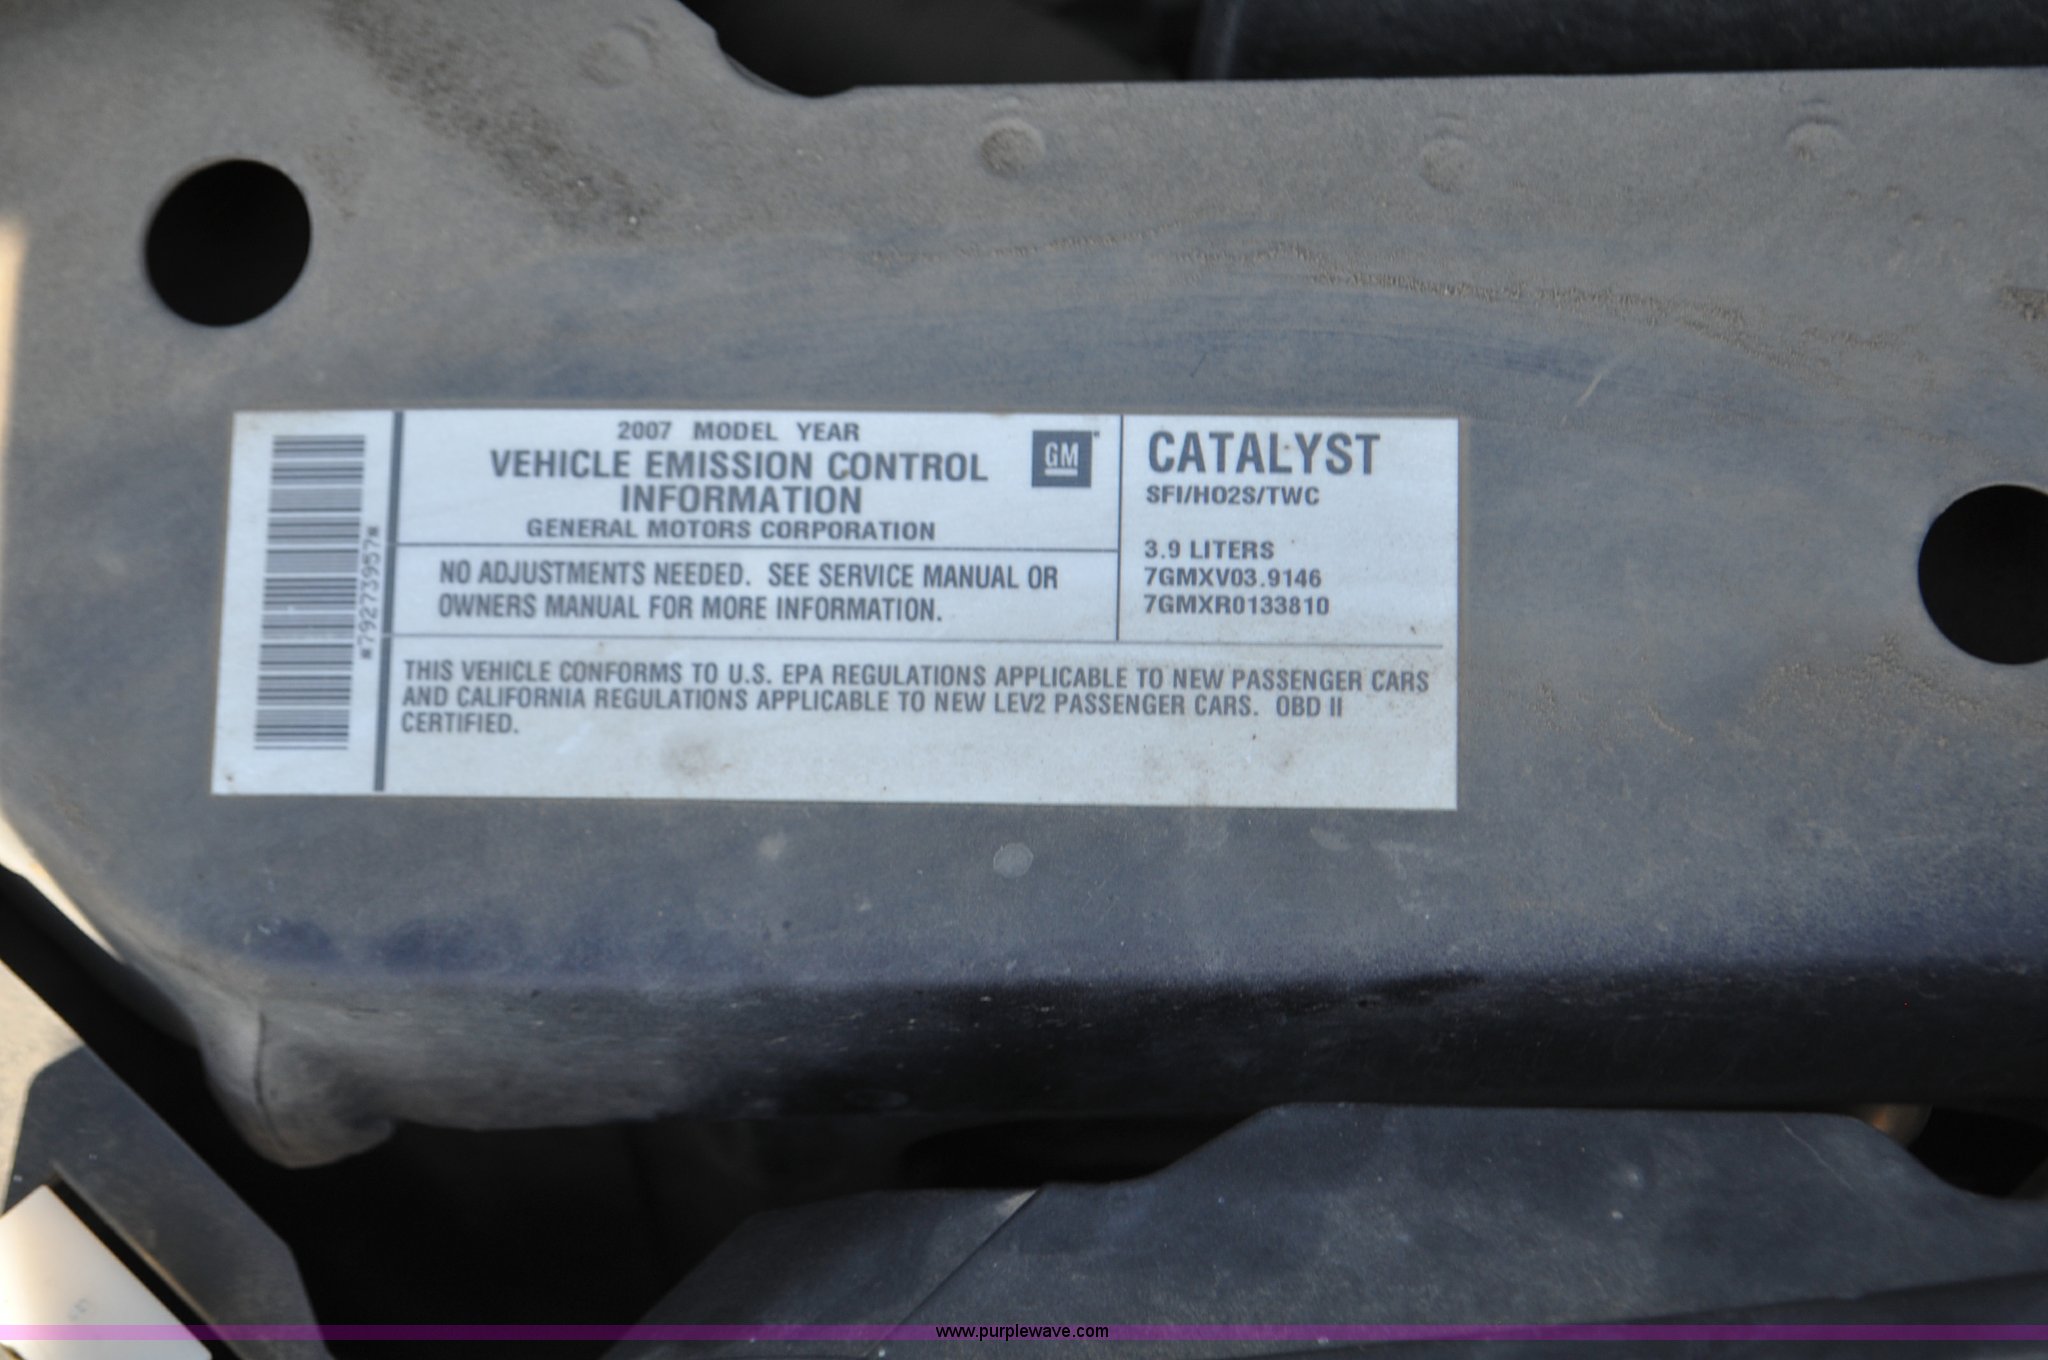 2007 MODEL YEAR
VEHICLE EMISSION CONTROL
INFORMATION
GENERAL MOTORS CORPORATION
GM
NO ADJUSTMENTS NEEDED. SEE SERVICE MANUAL OR
OWNERS MANUAL FOR MORE INFORMATION.
CATALYST
SFI/HO2S/TWC
3.9 LITERS
7GMXV03.9146
7GMXR0133810
*79273957*
THIS VEHICLE CONFORMS TO U.S. EPA REGULATIONS APPLICABLE TO NEW PASSENGER CARS
AND CALIFORNIA REGULATIONS APPLICABLE TO NEW LEV2 PASSENGER CARS. OBD II
CERTIFIED.
www.purplewave.com